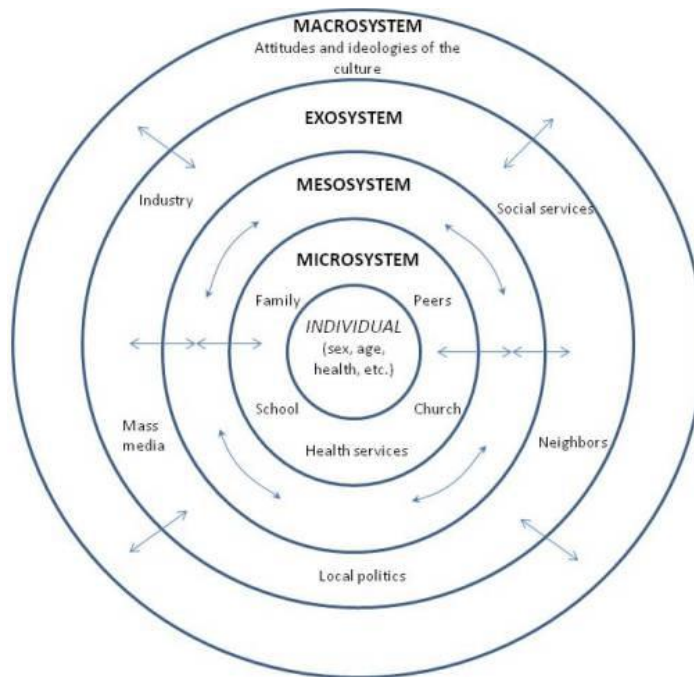 MACROSYSTEM
Attitudes and ideologies of the
culture
EXOSYSTEM
MESOSYSTEM
Industry
Social services
MICROSYSTEM
Family
Peers
INDIVIDUAL
(sex, age,
health, etc.)
School
Church
Mass
media
Health services
Neighbors
Local politics